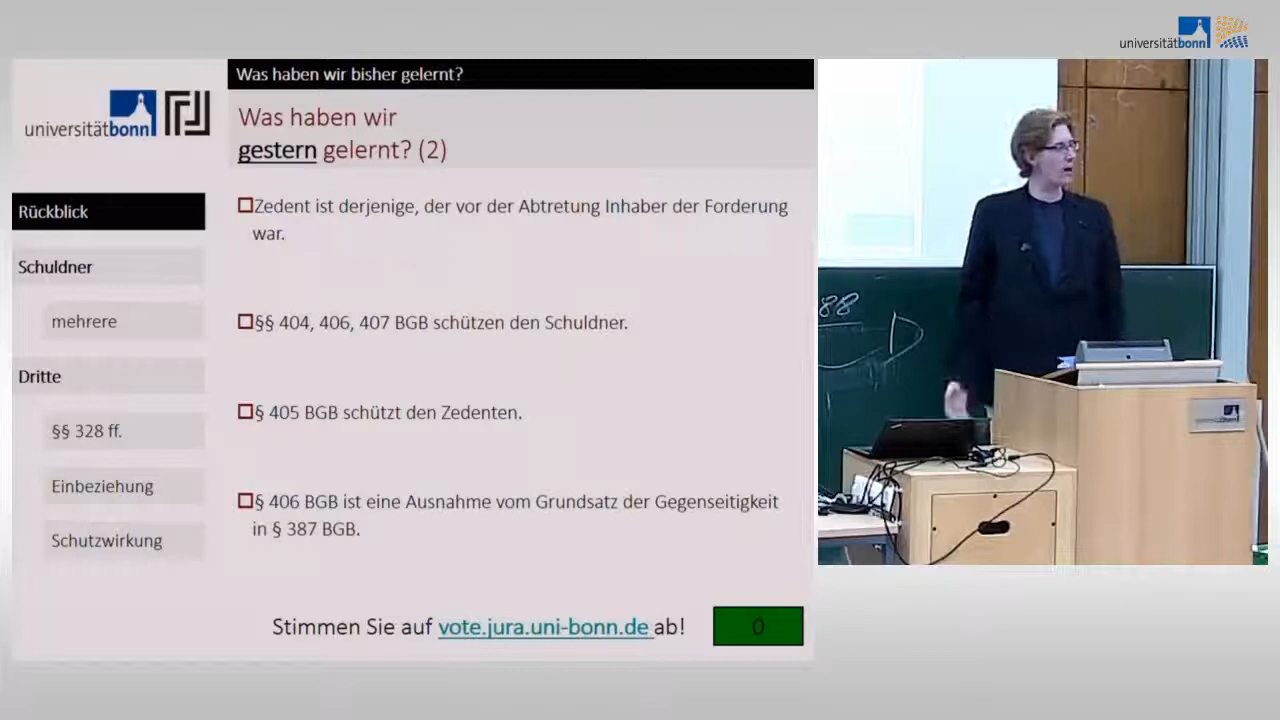 universitätbonn
Was haben wir bisher gelernt?
universitätbonn
Was haben wir
gestern gelernt? (2)
Rückblick
Schuldner
mehrere
Dritte
§§ 328 ff.
Einbeziehung
Schutzwirkung
Zedent ist derjenige, der vor der Abtretung Inhaber der Forderung
war.
§§ 404, 406, 407 BGB schützen den Schuldner.
§ 405 BGB schützt den Zedenten.
§ 406 BGB ist eine Ausnahme vom Grundsatz der Gegenseitigkeit
in § 387 BGB.
Stimmen Sie auf vote.jura.uni-bonn.de ab!
0
88
D